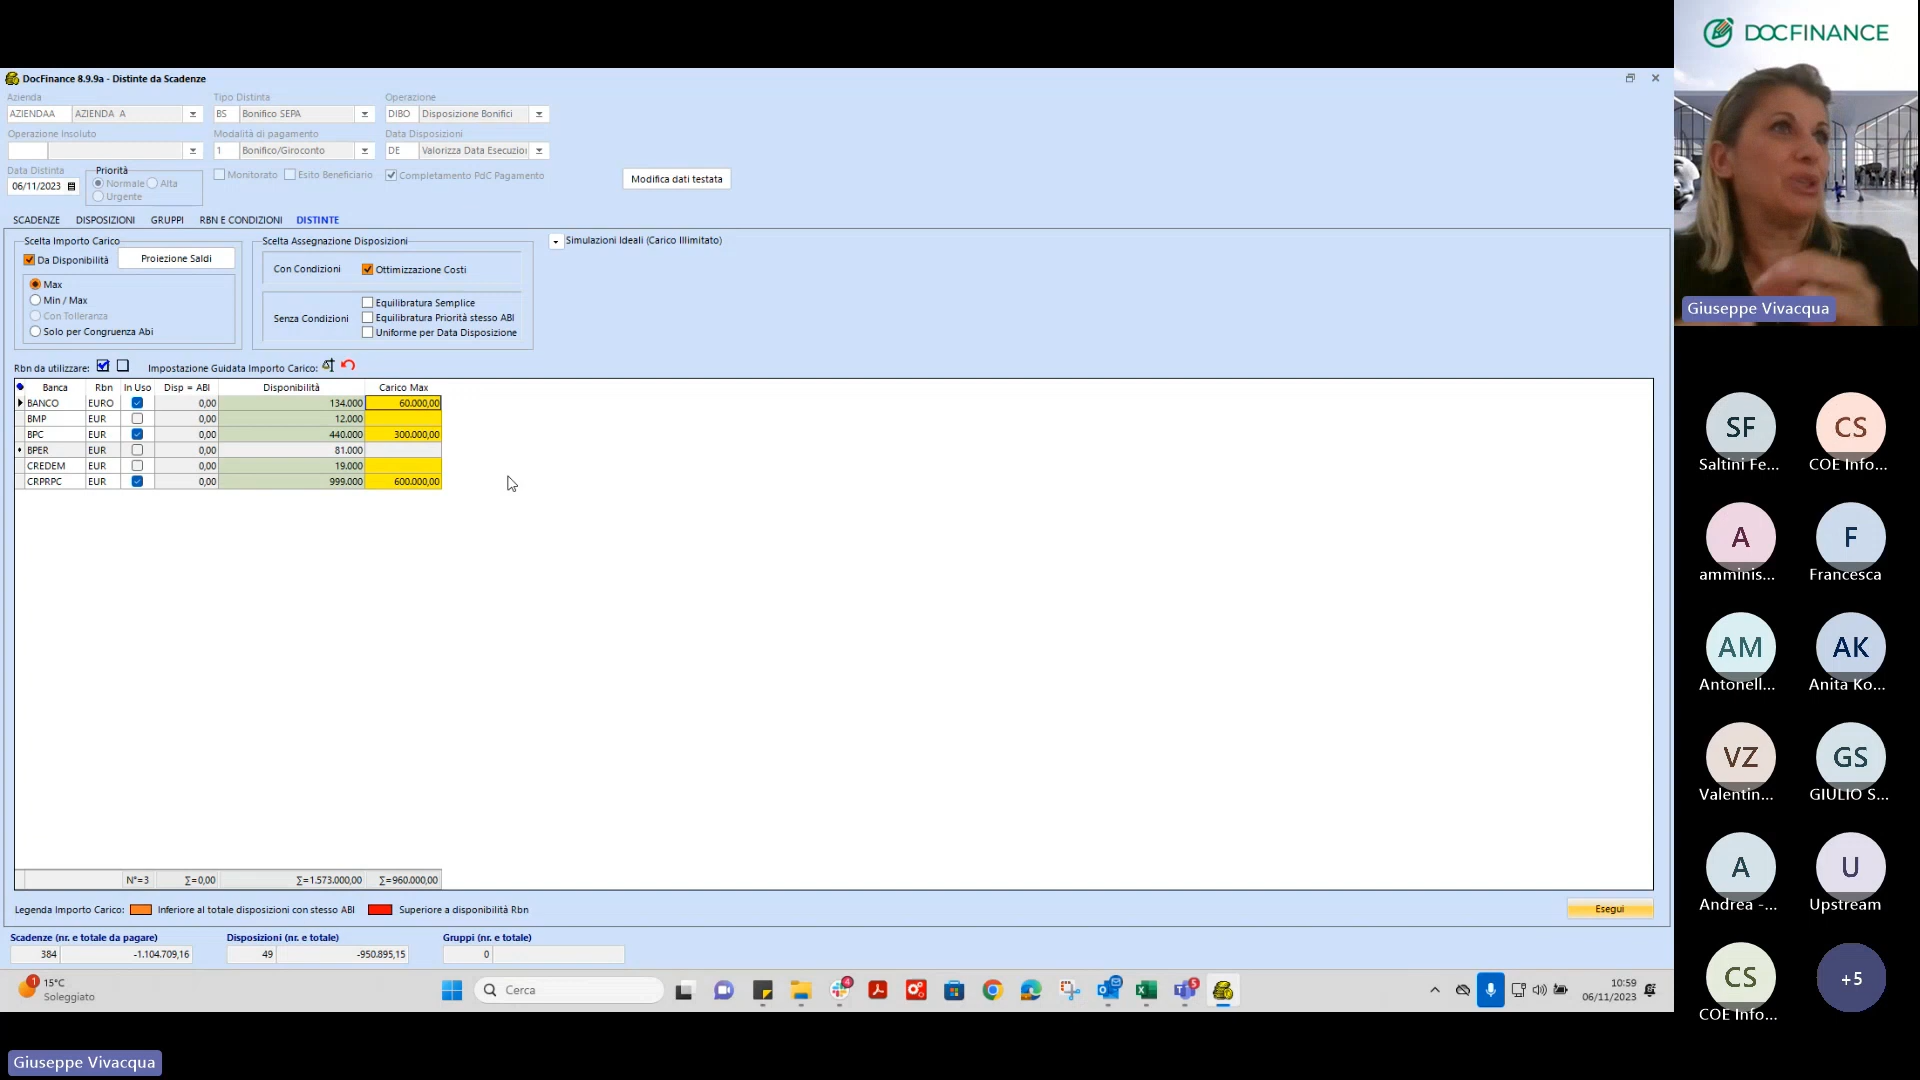 DOCFINANCE
DocFinance 8.9.9a - Distinte da Scadenze
Azienda
Tipo Distinta
Operazione
AZIENDAA AZIENDA A
BS Bonifico SEPA
DIBO Disposizione Bonifici
Operazione Insoluto
Modalità di pagamento
Data Disposizioni
1 Bonifico/Giroconto
DE Valorizza Data Esecuzion
Data Distinta
Priorità
06/11/2023
Normale Alta
Urgente
Monitorato Esito Beneficiario Completamento PdC Pagamento
Modifica dati testata
SCADENZE DISPOSIZIONI GRUPPI RBN E CONDIZIONI DISTINTE
Scelta Importo Carico
Da Disponibilità Proiezione Saldi
Max
Min / Max
Con Tolleranza
Solo per Congruenza Abi
Scelta Assegnazione Disposizioni
Con Condizioni Ottimizzazione Costi
Senza Condizioni
Equilibratura Semplice
Equilibratura Priorità stesso ABI
Uniforme per Data Disposizione
Simulazioni Ideali (Carico Illimitato)
Rbn da utilizzare: Impostazione Guidata Importo Carico:
Banca Rbn In Uso Disp = ABI Disponibilità Carico Max
BANCO EURO 0,00 134.000 60.000,00
BMP EUR 0,00 12.000
BPC EUR 0,00 440.000 300.000,00
BPER EUR 0,00 81.000
CREDEM EUR 0,00 19.000
CRPRPC EUR 0,00 999.000 600.000,00
N°=3 ∑=0,00 ∑=1.573.000,00 ∑=960.000,00
Legenda Importo Carico: Inferiore al totale disposizioni con stesso ABI Superiore a disponibilità Rbn
Esegui
Scadenze (nr. e totale da pagare) Disposizioni (nr. e totale) Gruppi (nr. e totale)
384 -1.104.709,16 49 -950.895,15 0
1
15°C
Soleggiato
Cerca
4
5
10:59
06/11/2023
Giuseppe Vivacqua
SF CS
Saltini Fe... COE Info...
A F
amminis... Francesca
AM AK
Antonell... Anita Ko...
VZ GS
Valentin... GIULIO S...
A U
Andrea -... Upstream
CS +5
COE Info...
Giuseppe Vivacqua